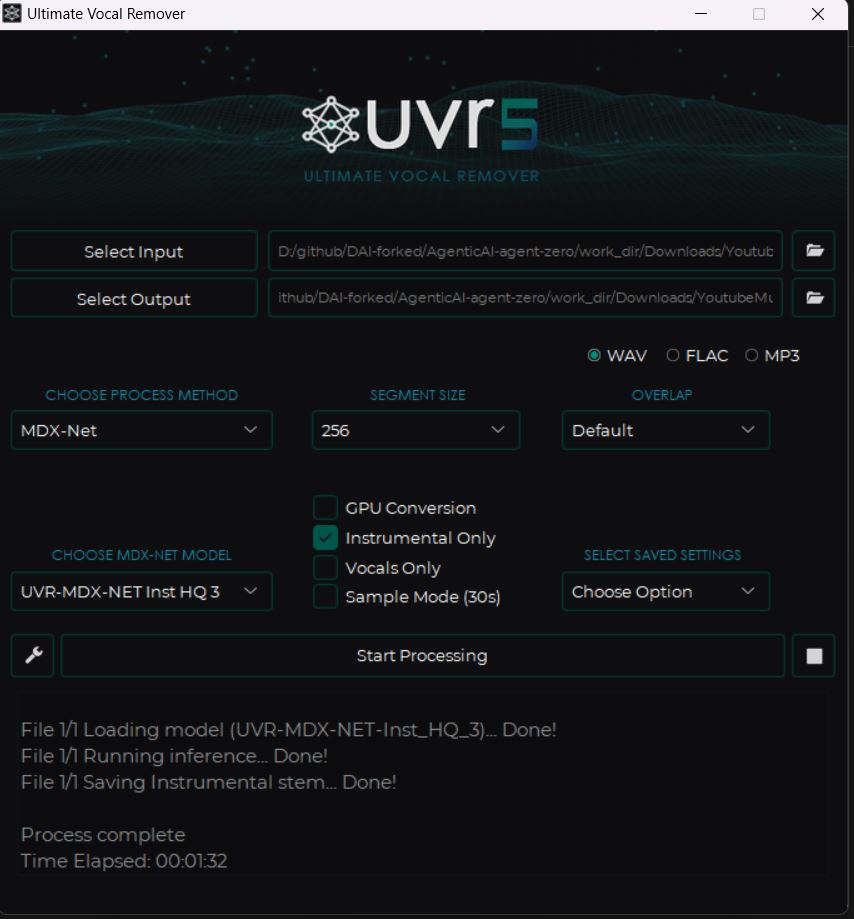 Ultimate Vocal Remover
UVR5
ULTIMATE VOCAL REMOVER
Select Input D:/github/DAI-forked/AgenticAI-agent-zero/work_dir/Downloads/Youtub
Select Output ithub/DAI-forked/AgenticAI-agent-zero/work_dir/Downloads/YoutubeMu
WAV FLAC MP3
CHOOSE PROCESS METHOD SEGMENT SIZE OVERLAP
MDX-Net 256 Default
GPU Conversion
Instrumental Only
CHOOSE MDX-NET MODEL Vocals Only SELECT SAVED SETTINGS
UVR-MDX-NET Inst HQ 3 Sample Mode (30s) Choose Option
Start Processing
File 1/1 Loading model (UVR-MDX-NET-Inst_HQ_3)... Done!
File 1/1 Running inference... Done!
File 1/1 Saving Instrumental stem... Done!
Process complete
Time Elapsed: 00:01:32